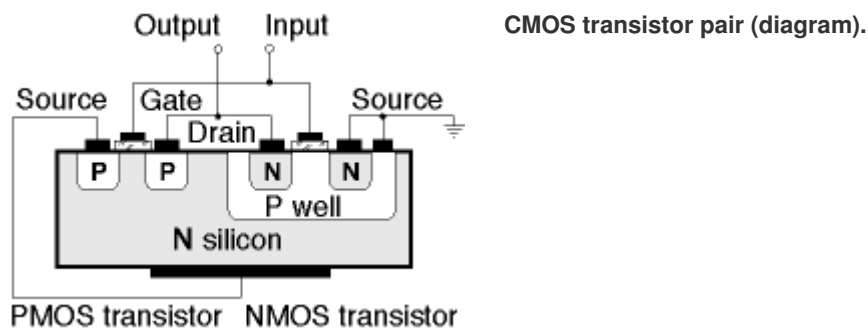 Output Input
CMOS transistor pair (diagram).
Source Gate Source
Drain
P P N N
P well
N silicon
PMOS transistor NMOS transistor